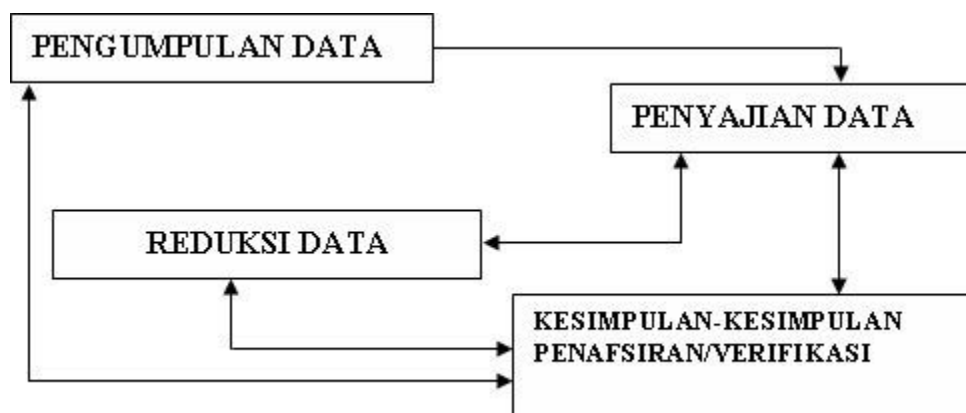 PENGUMPULAN DATA
PENYAJIAN DATA
REDUKSI DATA
KESIMPULAN-KESIMPULAN
PENAFSIRAN/VERIFIKASI